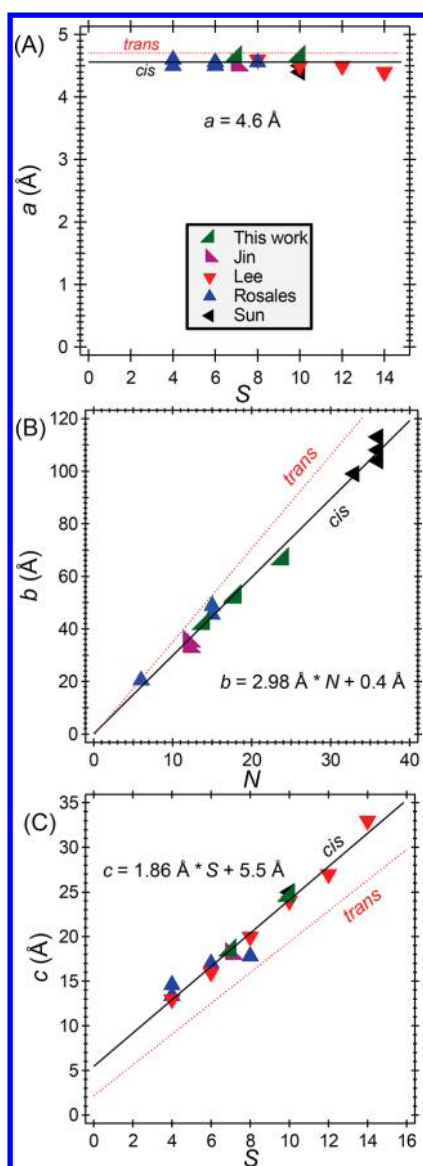 (A)
5
4
3
2
1
0
a (Å)
trans
cis
a = 4.6 Å
This work
Jin
Lee
Rosales
Sun
0 2 4 6 8 10 12 14
S
(B)
120
100
80
60
40
20
0
b (Å)
trans
cis
b = 2.98 Å * N + 0.4 Å
0 10 20 30 40
N
(C)
35
30
25
20
15
10
5
0
c (Å)
c = 1.86 Å * S + 5.5 Å
cis
trans
0 2 4 6 8 10 12 14 16
S